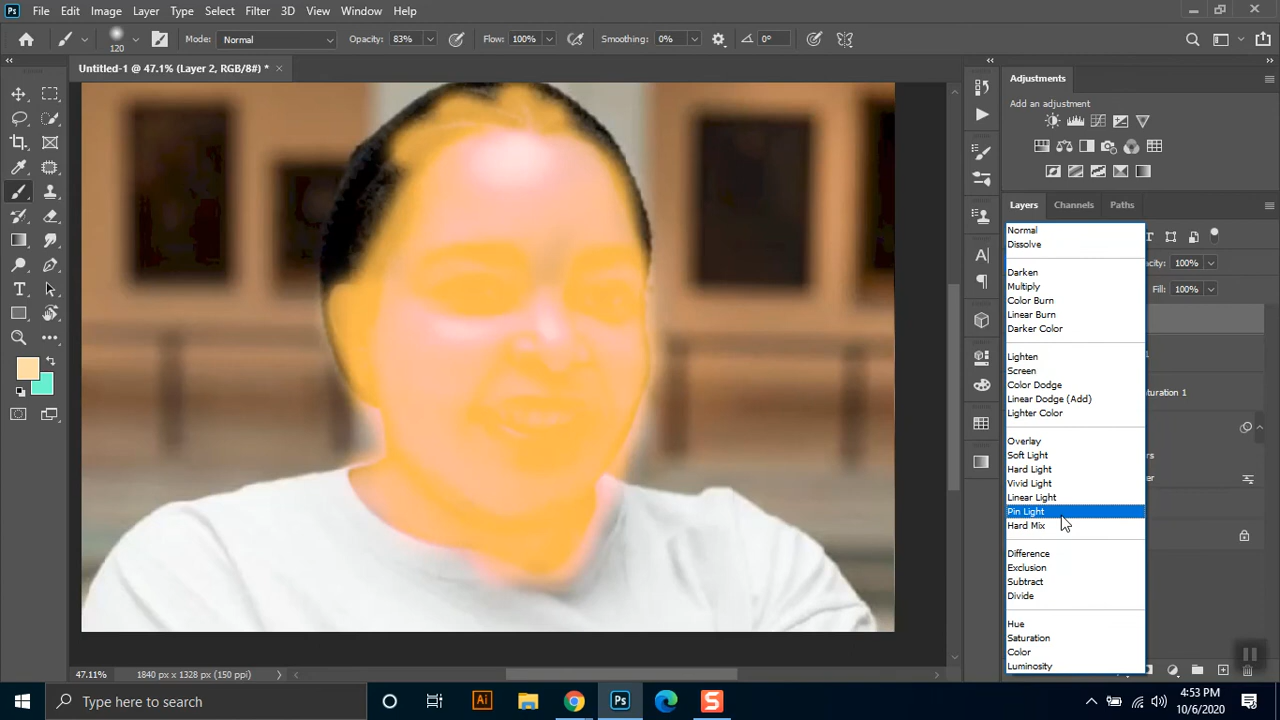 Ps File Edit Image Layer Type Select Filter 3D View Window Help
120 Mode: Normal Opacity: 83% Flow: 100% Smoothing: 0% 0°
Untitled-1 @ 47.1% (Layer 2, RGB/8#) *
Adjustments
Add an adjustment
Layers Channels Paths
Normal
Dissolve
Darken
Multiply
Color Burn
Linear Burn
Darker Color
Lighten
Screen
Color Dodge
Linear Dodge (Add)
Lighter Color
Overlay
Soft Light
Hard Light
Vivid Light
Linear Light
Pin Light
Hard Mix
Difference
Exclusion
Subtract
Divide
Hue
Saturation
Color
Luminosity
100%
Fill: 100%
47.11% 1840 px x 1328 px (150 ppi)
Type here to search
Ai Ps S
4:53 PM
10/6/2020